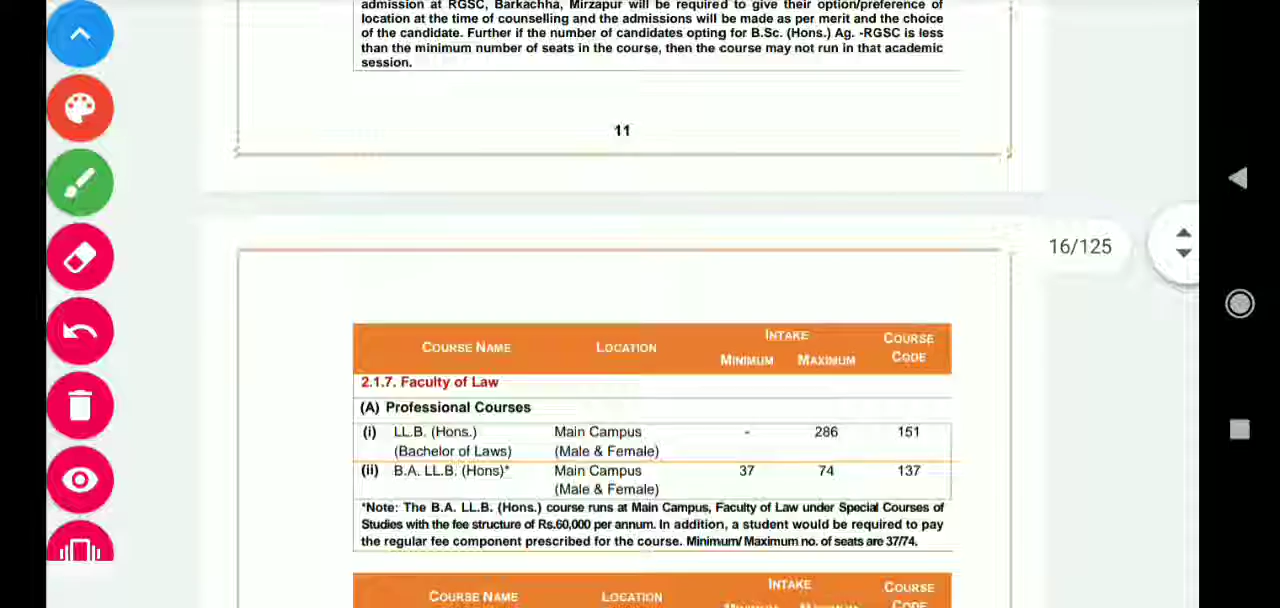 admission at RGSC, Barkachha, Mirzapur will be required to give their option/preference of
location at the time of counselling and the admissions will be made as per merit and the choice
of the candidate. Further if the number of candidates opting for B.Sc. (Hons.) Ag. -RGSC is less
than the minimum number of seats in the course, then the course may not run in that academic
session.
11
16/125
COURSE NAME LOCATION INTAKE MINIMUM MAXIMUM COURSE CODE
2.1.7. Faculty of Law
(A) Professional Courses
(i) LL.B. (Hons.) Main Campus - 286 151
(Bachelor of Laws) (Male & Female)
(ii) B.A. LL.B. (Hons)* Main Campus 37 74 137
(Male & Female)
*Note: The B.A. LL.B. (Hons.) course runs at Main Campus, Faculty of Law under Special Courses of
Studies with the fee structure of Rs.60,000 per annum. In addition, a student would be required to pay
the regular fee component prescribed for the course. Minimum/ Maximum no. of seats are 37/74.
COURSE NAME LOCATION INTAKE MINIMUM MAXIMUM COURSE CODE